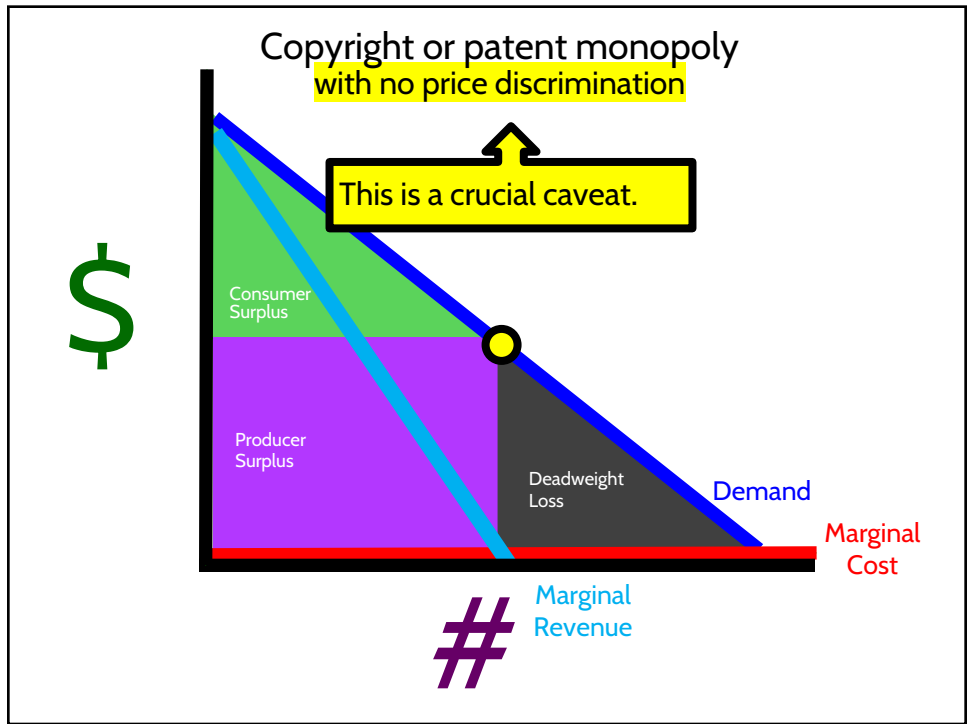 Copyright or patent monopoly
with no price discrimination
This is a crucial caveat.
$
Consumer
Surplus
Producer
Surplus
Deadweight
Loss
Demand
Marginal
Cost
Marginal
Revenue
#